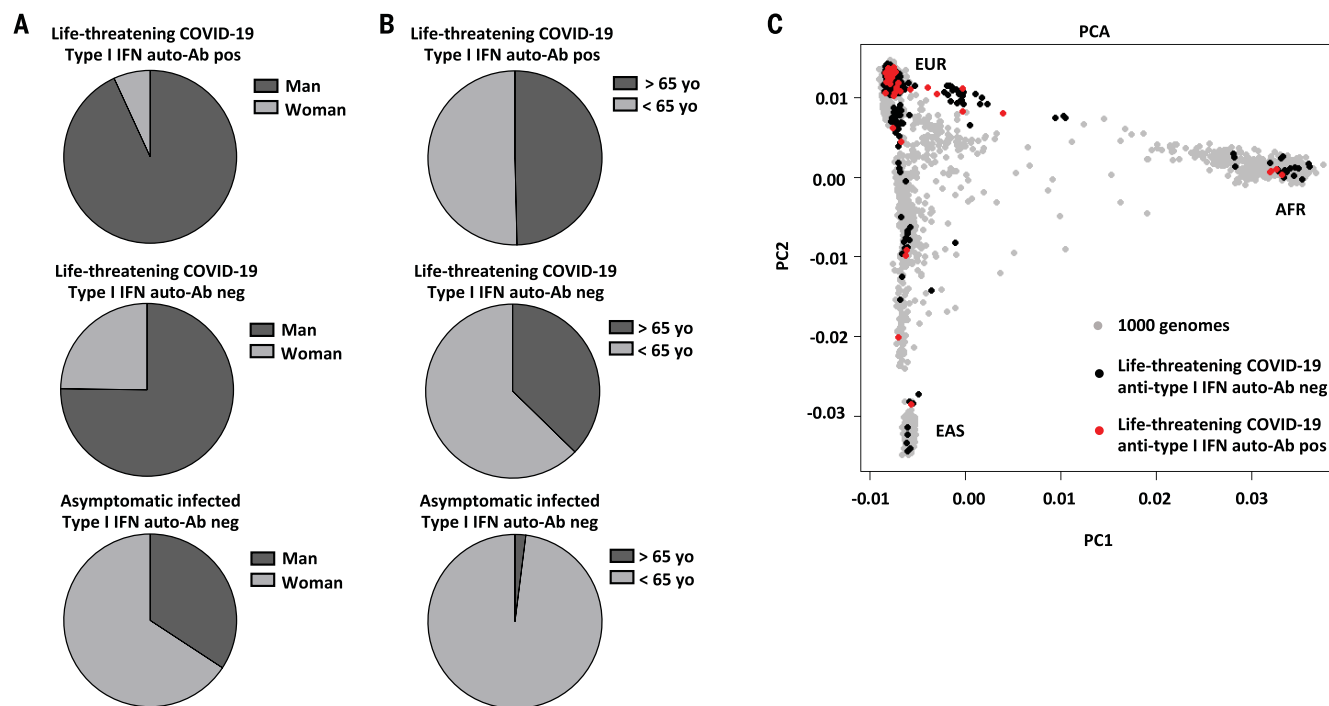 A
Life-threatening COVID-19
Type I IFN auto-Ab pos
Man
Woman
Life-threatening COVID-19
Type I IFN auto-Ab neg
Man
Woman
Asymptomatic infected
Type I IFN auto-Ab neg
Man
Woman
B
Life-threatening COVID-19
Type I IFN auto-Ab pos
> 65 yo
< 65 yo
Life-threatening COVID-19
Type I IFN auto-Ab neg
> 65 yo
< 65 yo
Asymptomatic infected
Type I IFN auto-Ab neg
> 65 yo
< 65 yo
C
PCA
EUR
AFR
EAS
0.01
0.00
-0.01
-0.02
-0.03
PC2
1000 genomes
Life-threatening COVID-19
anti-type I IFN auto-Ab neg
Life-threatening COVID-19
anti-type I IFN auto-Ab pos
-0.01
0.00
0.01
0.02
0.03
PC1